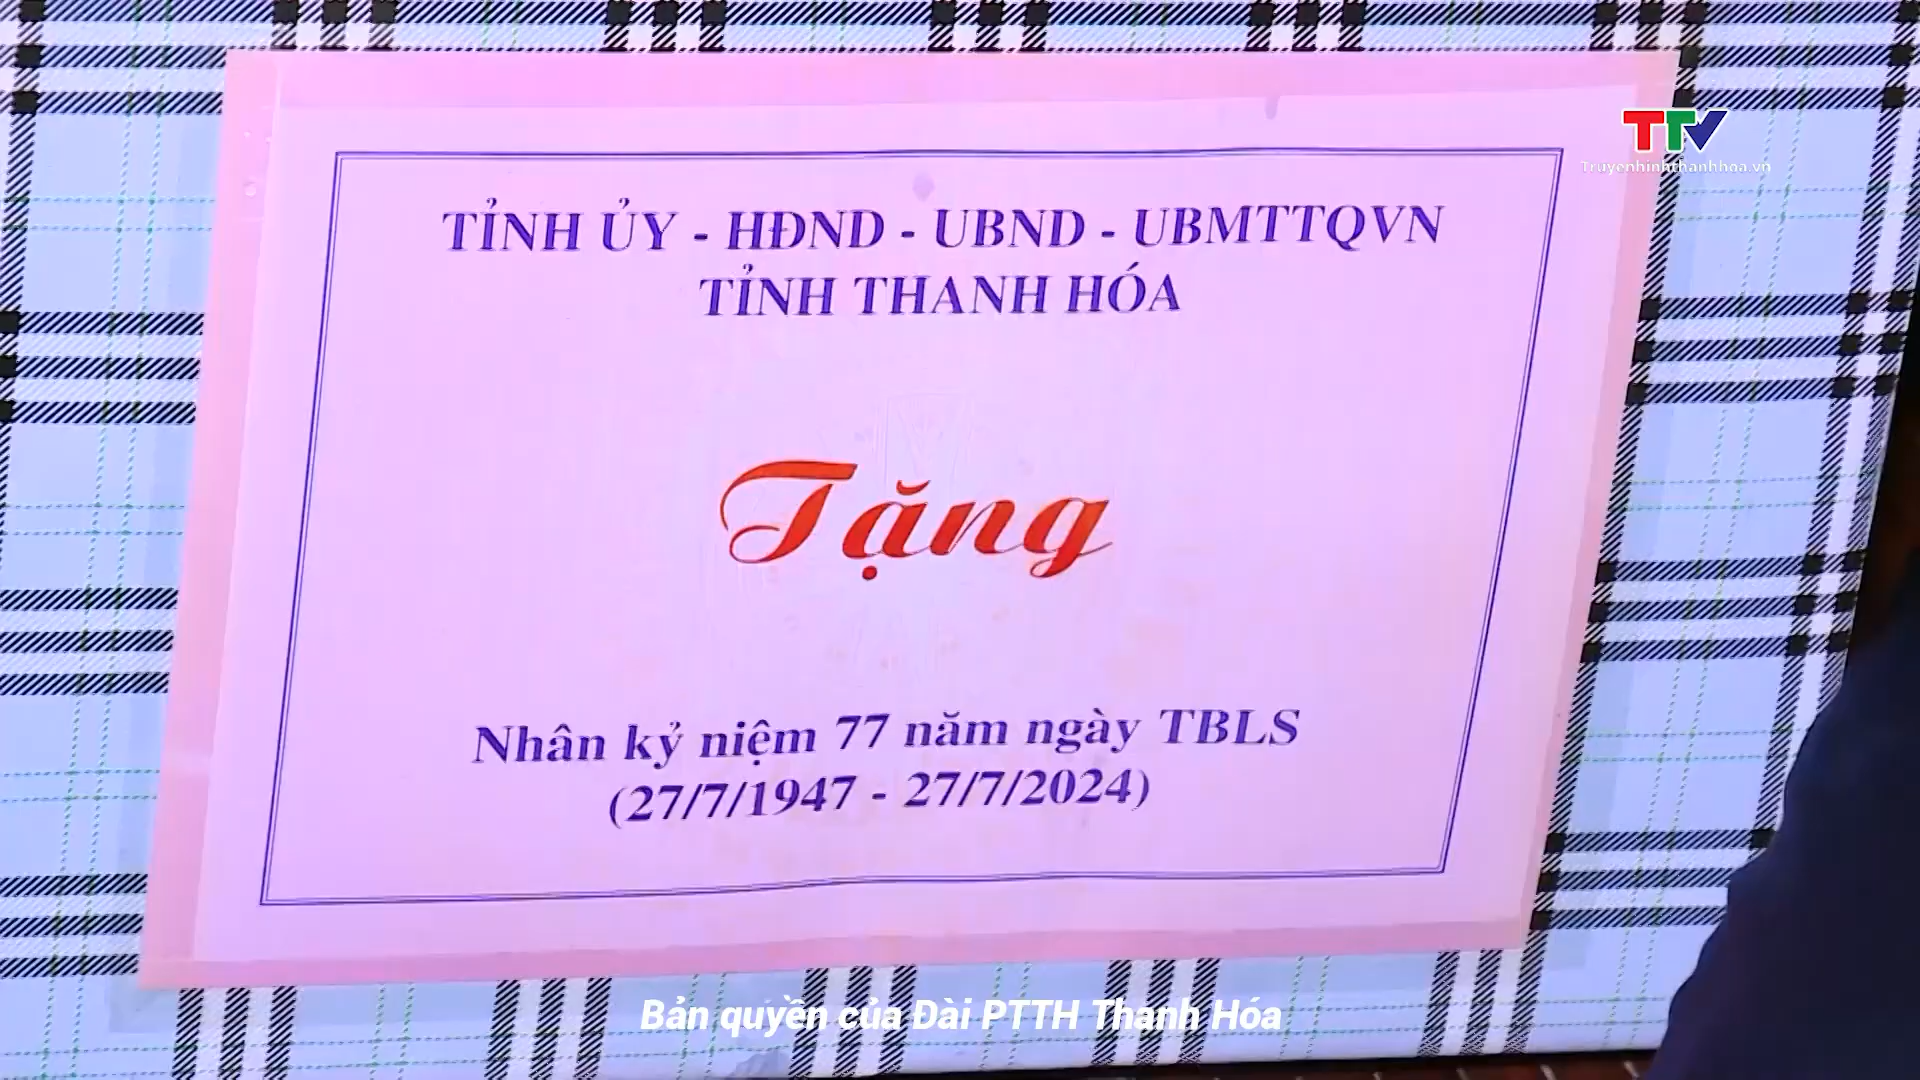 TTV
Truyenhinhthanhhoa.vn
TỈNH ỦY - HĐND - UBND - UBMTTQVN
TỈNH THANH HÓA
Tặng
Nhân kỷ niệm 77 năm ngày TBLS
(27/7/1947 - 27/7/2024)
Bản quyền của Đài PTTH Thanh Hóa